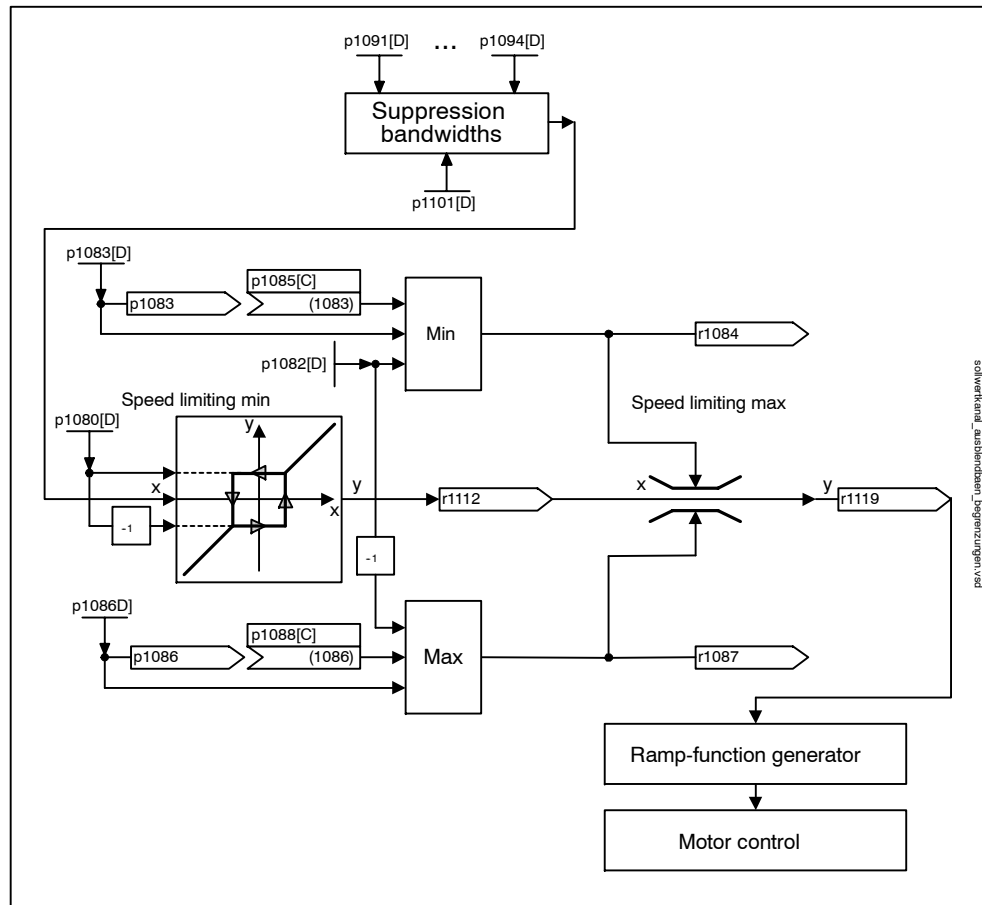 p1091[D] ... p1094[D]
Suppression
bandwidths
p1101[D]
p1083[D]
p1083
p1085[C]
(1083)
Min
r1084
p1082[D]
Speed limiting min
Speed limiting max
p1080[D]
y
x
x
y
-1
r1112
x
y
r1119
-1
p1086D]
p1086
p1088[C]
(1086)
Max
r1087
Ramp-function generator
Motor control
sollwertkanal_ausblendbaen_begrenzungen.vsd